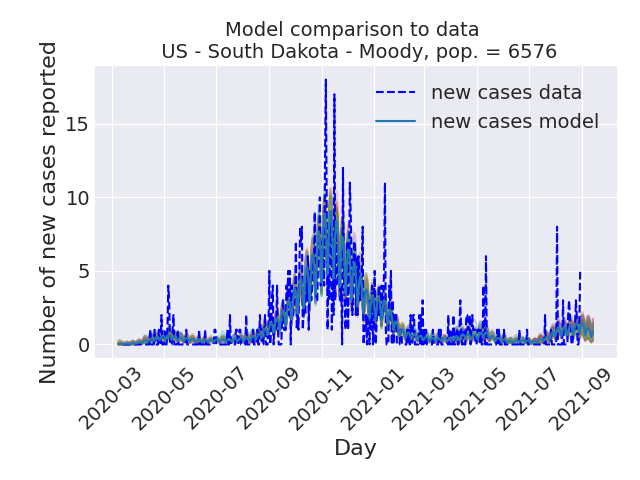 Model comparison to data
US - South Dakota - Moody, pop. = 6576
new cases data
new cases model
Number of new cases reported
15
10
5
0
2020-03
2020-05
2020-07
2020-09
2020-11
2021-01
2021-03
2021-05
2021-07
2021-09
Day